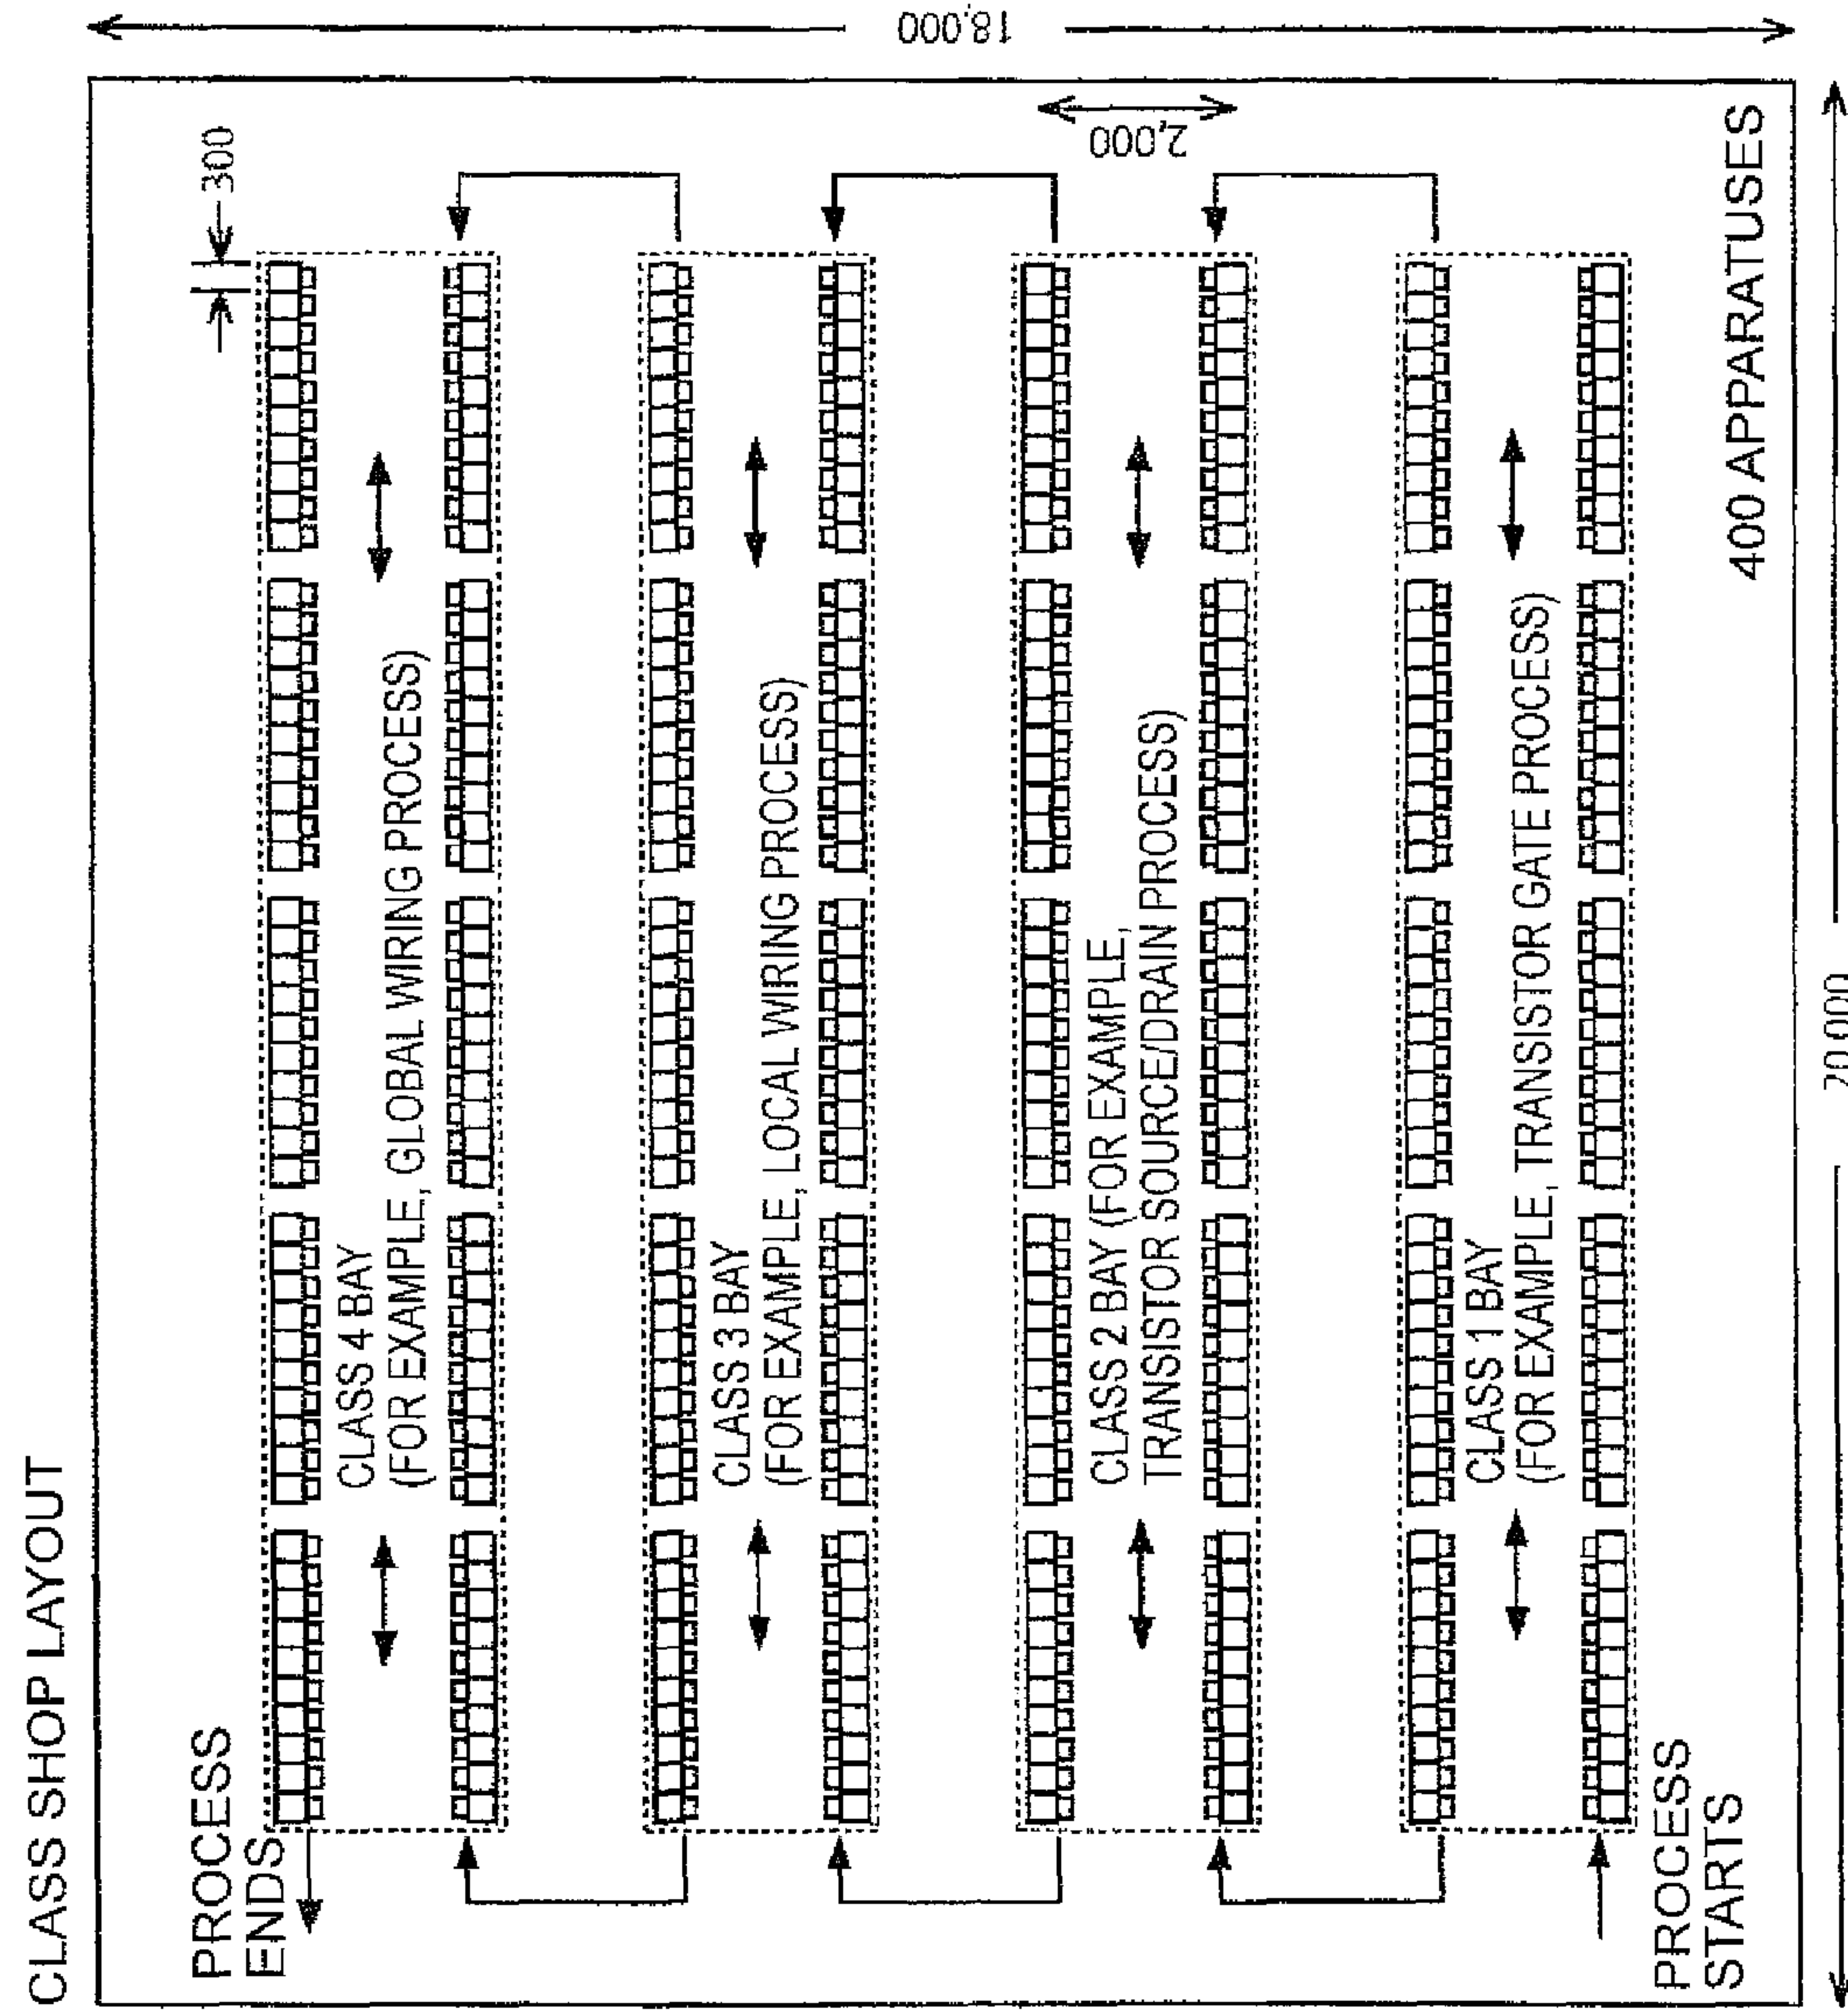 CLASS SHOP LAYOUT
PROCESS
ENDS
300
CLASS 4 BAY
(FOR EXAMPLE, GLOBAL WIRING PROCESS)
CLASS 3 BAY
(FOR EXAMPLE, LOCAL WIRING PROCESS)
CLASS 2 BAY (FOR EXAMPLE,
TRANSISTOR SOURCE/DRAIN PROCESS)
CLASS 1 BAY
(FOR EXAMPLE, TRANSISTOR GATE PROCESS)
2,000
18,000
PROCESS
STARTS
400 APPARATUSES
20,000